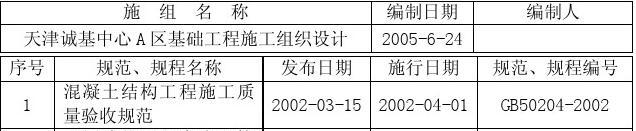 施 组 名 称 编制日期 编制人
天津诚基中心 A 区基础工程施工组织设计 2005-6-24
序号 规范、规程名称 发布日期 施行日期 规范、规程编号
1 混凝土结构工程施工质量验收规范 2002-03-15 2002-04-01 GB50204-2002